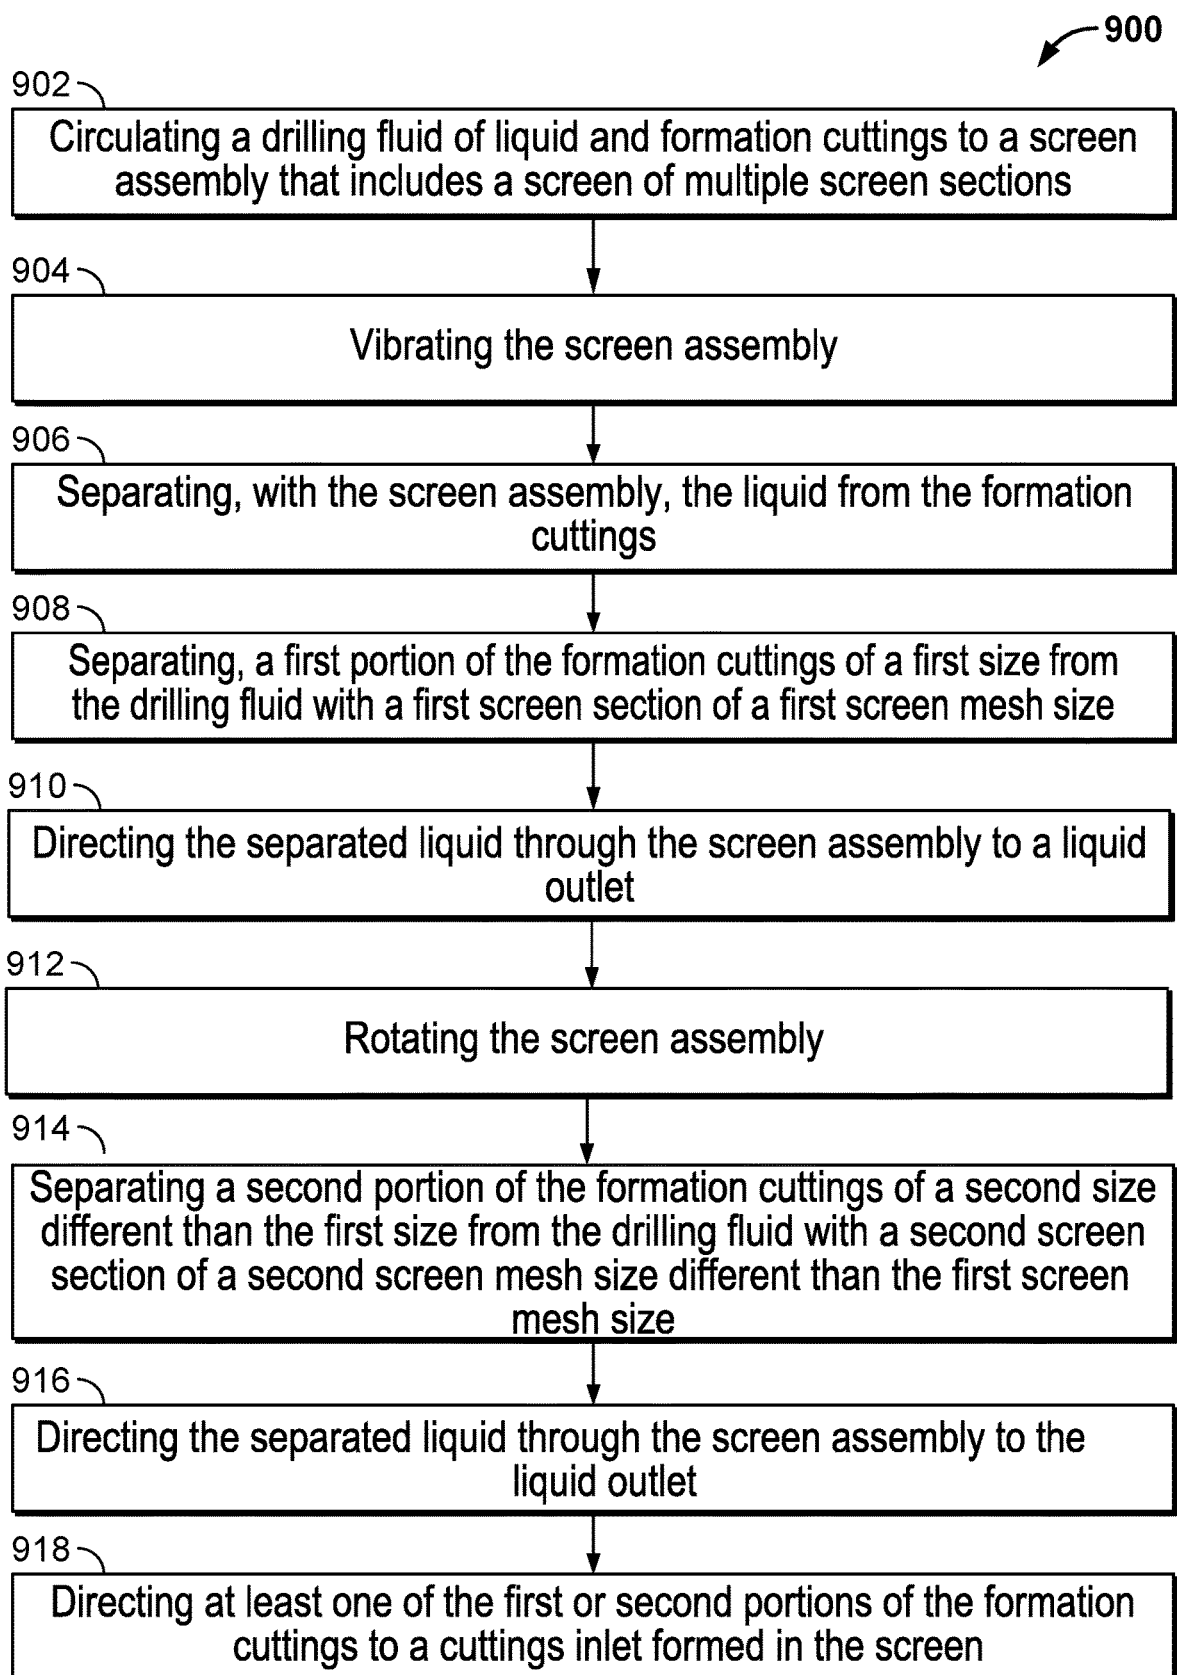 900
902
Circulating a drilling fluid of liquid and formation cuttings to a screen
assembly that includes a screen of multiple screen sections
904
Vibrating the screen assembly
906
Separating, with the screen assembly, the liquid from the formation
cuttings
908
Separating, a first portion of the formation cuttings of a first size from
the drilling fluid with a first screen section of a first screen mesh size
910
Directing the separated liquid through the screen assembly to a liquid
outlet
912
Rotating the screen assembly
914
Separating a second portion of the formation cuttings of a second size
different than the first size from the drilling fluid with a second screen
section of a second screen mesh size different than the first screen
mesh size
916
Directing the separated liquid through the screen assembly to the
liquid outlet
918
Directing at least one of the first or second portions of the formation
cuttings to a cuttings inlet formed in the screen